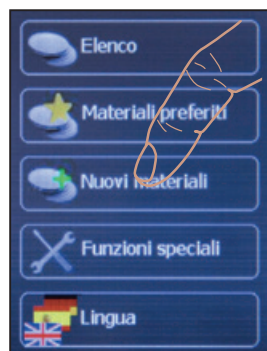 Elenco
Materiali preferiti
Nuovi materiali
Funzioni speciali
Lingua